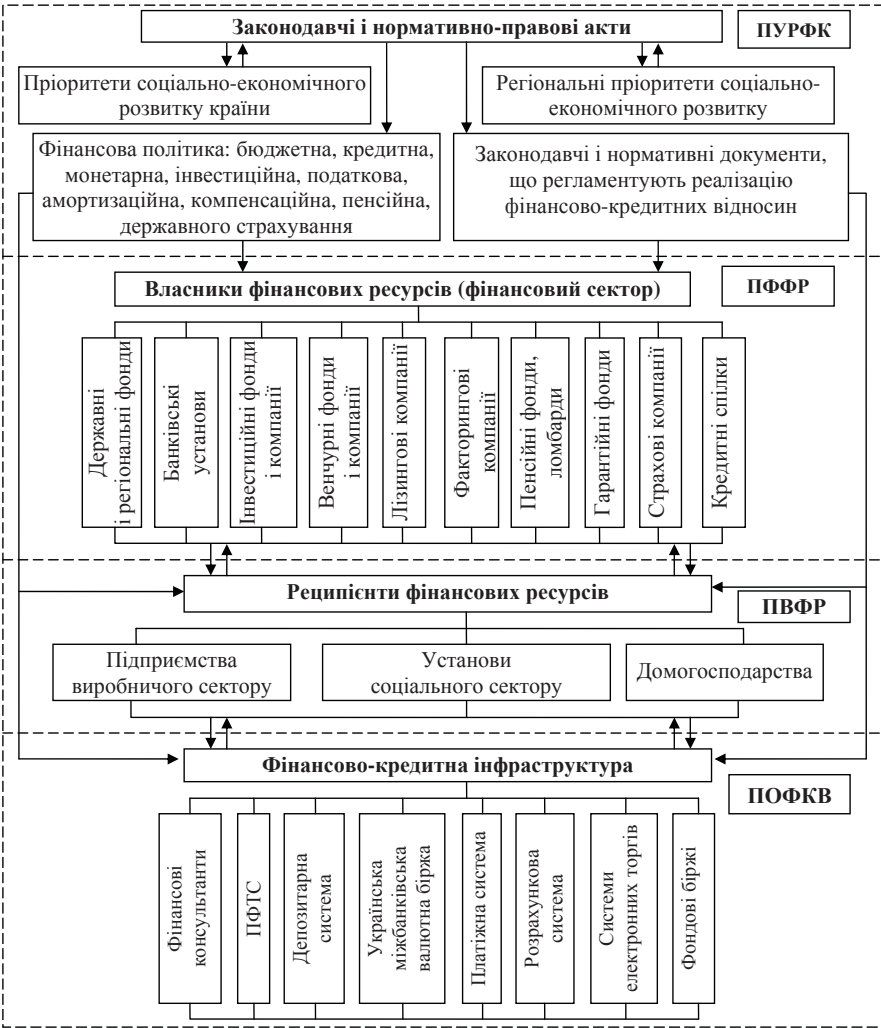 Законодавчі і нормативно-правові акти
ПУРФК
Пріоритети соціально-економічного
розвитку країни
Регіональні пріоритети соціально-
економічного розвитку
Фінансова політика: бюджетна, кредитна,
монетарна, інвестиційна, податкова,
амортизаційна, компенсаційна, пенсійна,
державного страхування
Законодавчі і нормативні документи,
що регламентують реалізацію
фінансово-кредитних відносин
Власники фінансових ресурсів (фінансовий сектор)
ПФФР
Державні
і регіональні фонди
Банківські
установи
Інвестиційні фонди
і компанії
Венчурні фонди
і компанії
Лізингові компанії
Факторингові
компанії
Пенсійні фонди,
ломбарди
Гарантійні фонди
Страхові компанії
Кредитні спілки
Реципієнти фінансових ресурсів
ПВФР
Підприємства
виробничого сектору
Установи
соціального сектору
Домогосподарства
Фінансово-кредитна інфраструктура
ПОФКВ
Фінансові
консультанти
ПФТС
Депозитарна
система
Українська
міжбанківська
валютна біржа
Платіжна система
Розрахункова
система
Системи
електронних торгів
Фондові біржі